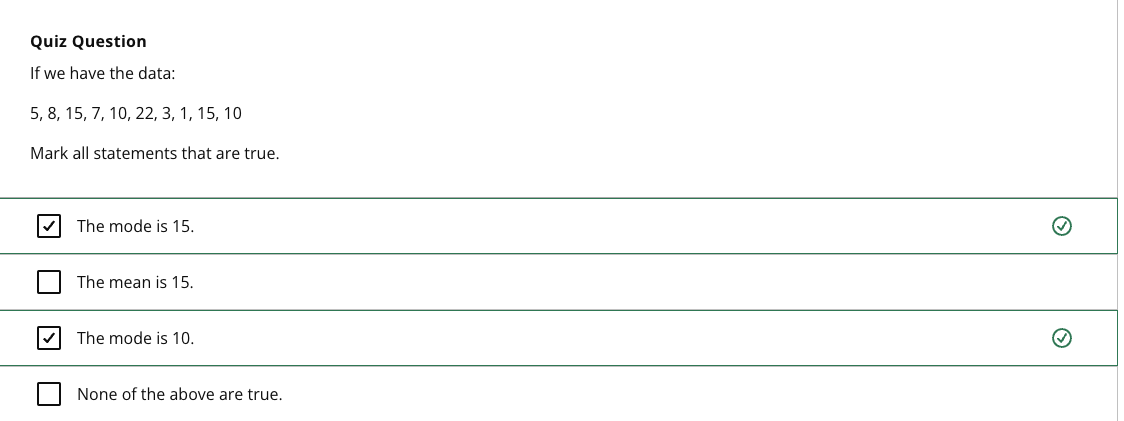 Quiz Question
If we have the data:
5, 8, 15, 7, 10, 22, 3, 1, 15, 10
Mark all statements that are true.
The mode is 15.
The mean is 15.
The mode is 10.
None of the above are true.